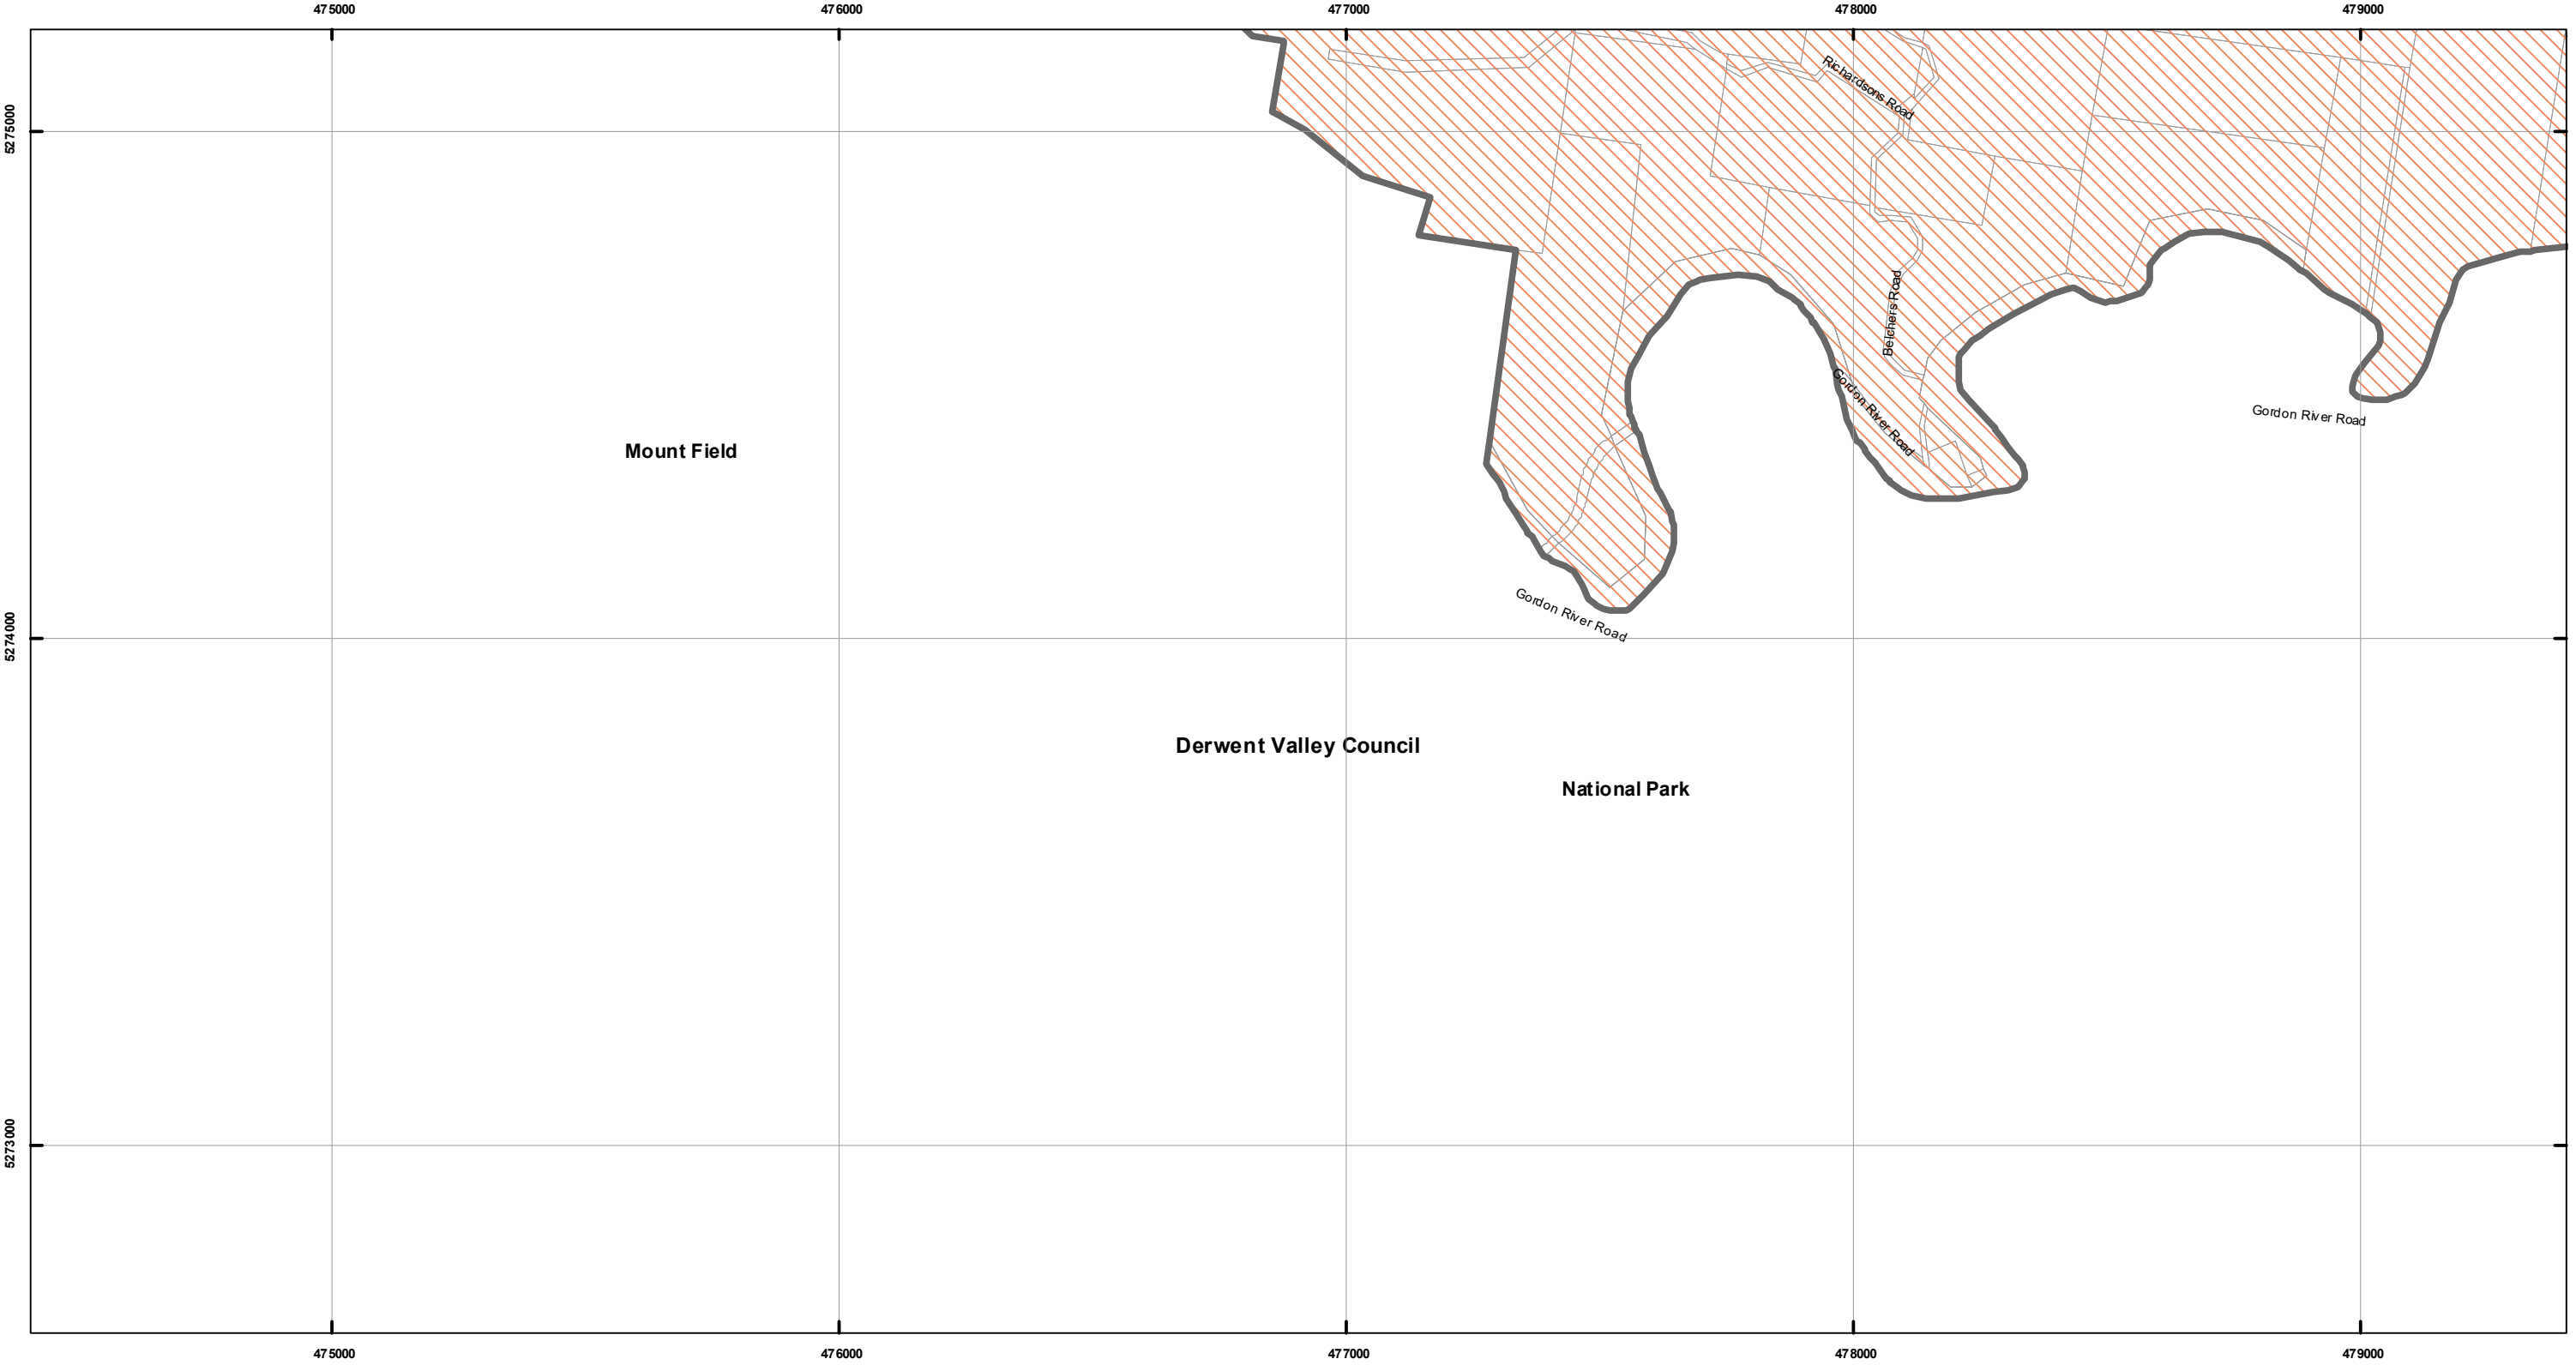 475000
476000
477000
478000
479000
Richardsons Road
5275000
Belchers Road
Gordon River Road
Gordon River Road
Mount Field
Gordon River Road
5274000
Derwent Valley Council
National Park
5273000
475000
476000
477000
478000
479000